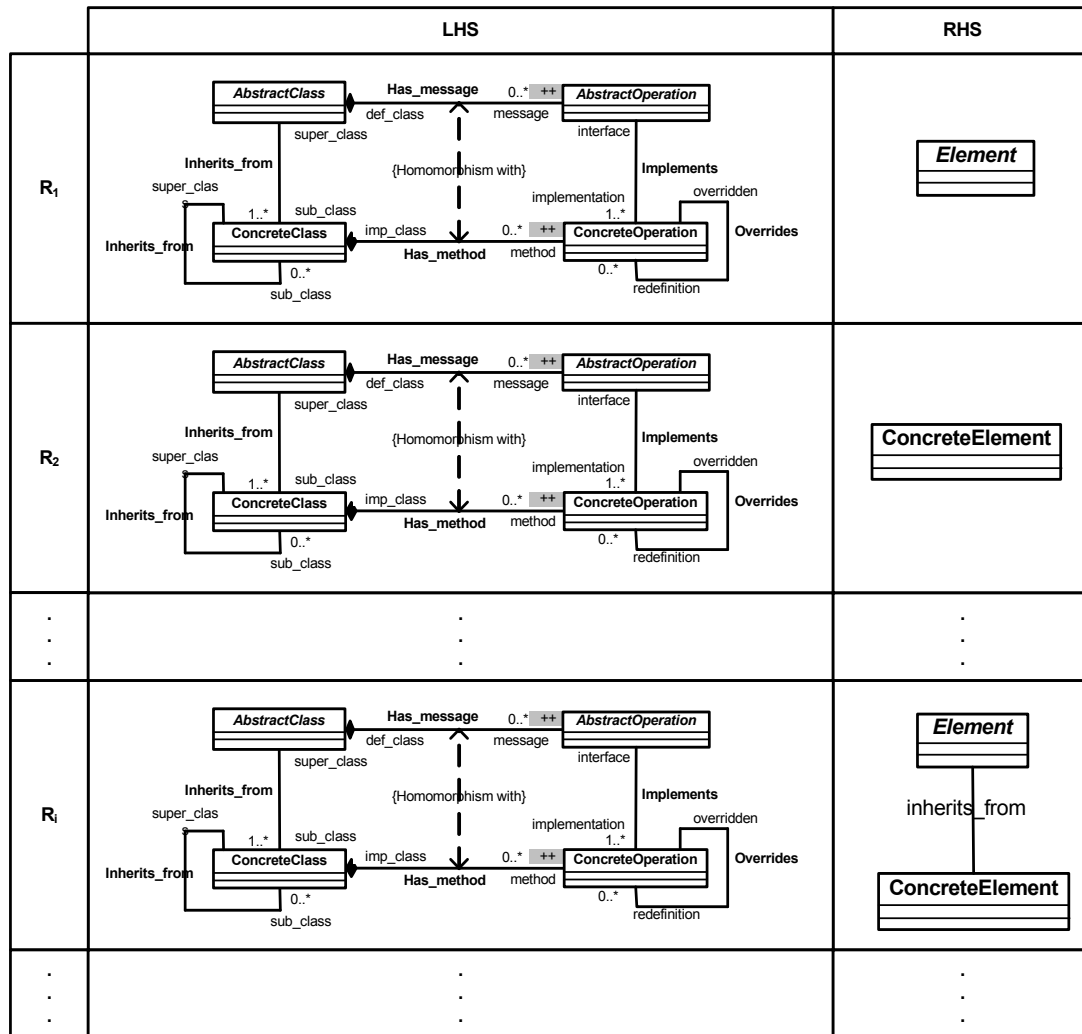 LHS RHS
R1
AbstractClass Has_message 0..* ++ AbstractOperation
def_class message
super_class interface
Inherits_from {Homomorphism with} Implements
super_clas
s
1..* sub_class implementation 1..* overridden
ConcreteClass imp_class 0..* ++ ConcreteOperation
Inherits_from Has_method method Overrides
0..* 0..*
sub_class redefinition
Element
R2
AbstractClass Has_message 0..* ++ AbstractOperation
def_class message
super_class interface
Inherits_from {Homomorphism with} Implements
super_clas
s
1..* sub_class implementation 1..* overridden
ConcreteClass imp_class 0..* ++ ConcreteOperation
Inherits_from Has_method method Overrides
0..* 0..*
sub_class redefinition
ConcreteElement
. . .
. . .
. . .
Ri
AbstractClass Has_message 0..* ++ AbstractOperation
def_class message
super_class interface
Inherits_from {Homomorphism with} Implements
super_clas
s
1..* sub_class implementation 1..* overridden
ConcreteClass imp_class 0..* ++ ConcreteOperation
Inherits_from Has_method method Overrides
0..* 0..*
sub_class redefinition
Element
inherits_from
ConcreteElement
. . .
. . .
. . .